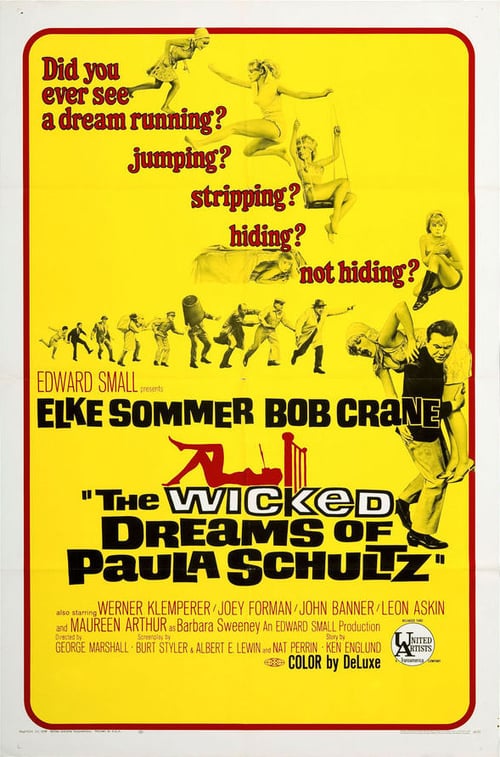 Did you
ever see
a dream running?
jumping?
stripping?
hiding?
not hiding?
EDWARD SMALL presents
ELKE SOMMER BOB CRANE
"THE WICKED
DREAMS OF
PAULA SCHULTZ"
also starring WERNER KLEMPERER / JOEY FORMAN / JOHN BANNER / LEON ASKIN
and MAUREEN ARTHUR as Barbara Sweeney An EDWARD SMALL Production
Directed by Screenplay by Story by
GEORGE MARSHALL · BURT STYLER & ALBERT E. LEWIN and NAT PERRIN · KEN ENGLUND
COLOR by DeLuxe
UNITED
ARTISTS